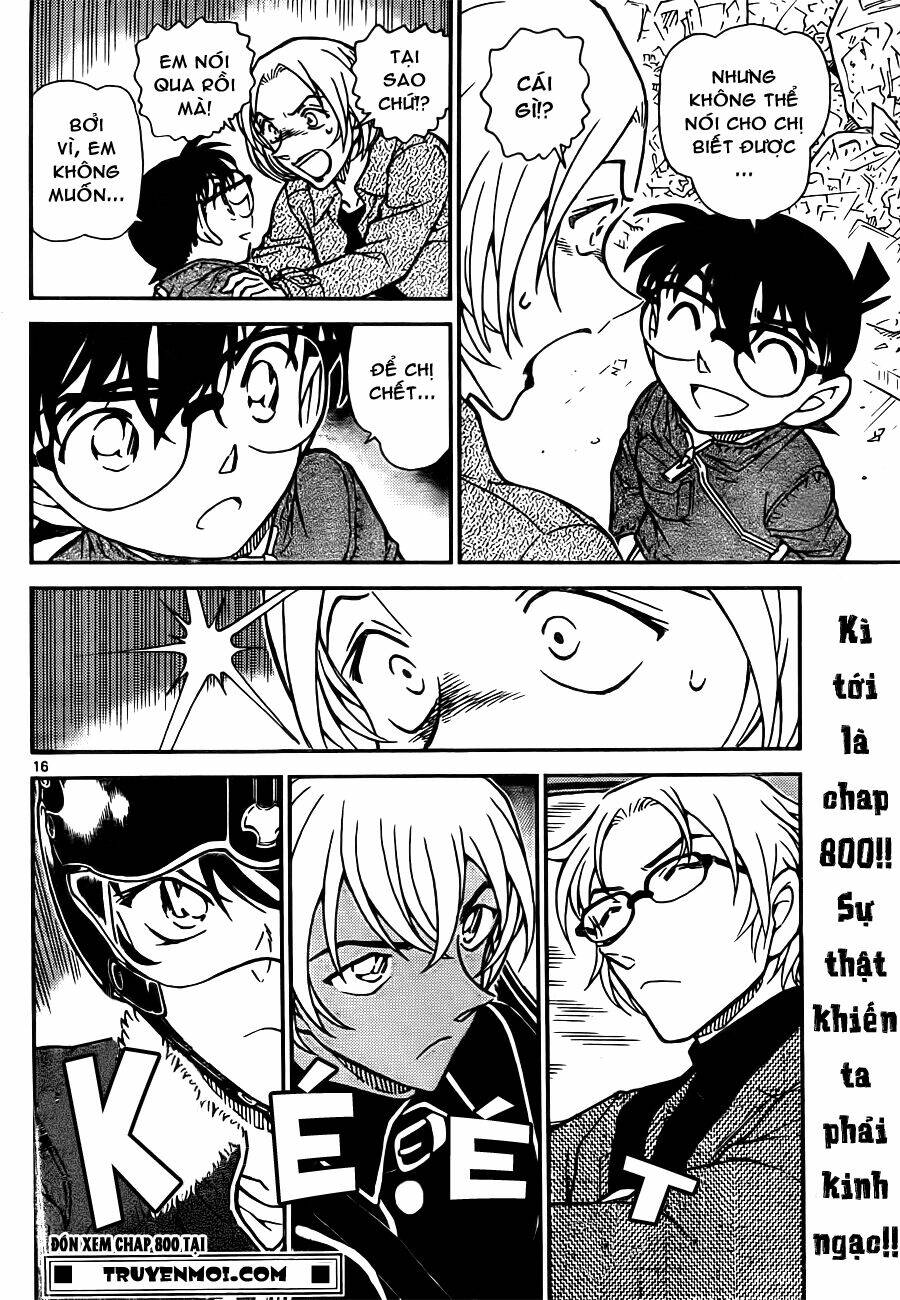 NHƯNG
KHÔNG THỂ
NÓI CHO CHỊ
BIẾT ĐƯỢC
...
CÁI
GÌ!?
TẠI
SAO
CHỨ!?
EM NÓI
QUA RỒI
MÀ!
BỞI
VÌ, EM
KHÔNG
MUỐN...
ĐỂ CHỊ
CHẾT...
16
KÉÉT
Kì
tới
là
chap
800!!
Sự
thật
khiến
ta
phải
kinh
ngạc!!
ĐÓN XEM CHAP 800 TẠI
TRUYENMOI.COM